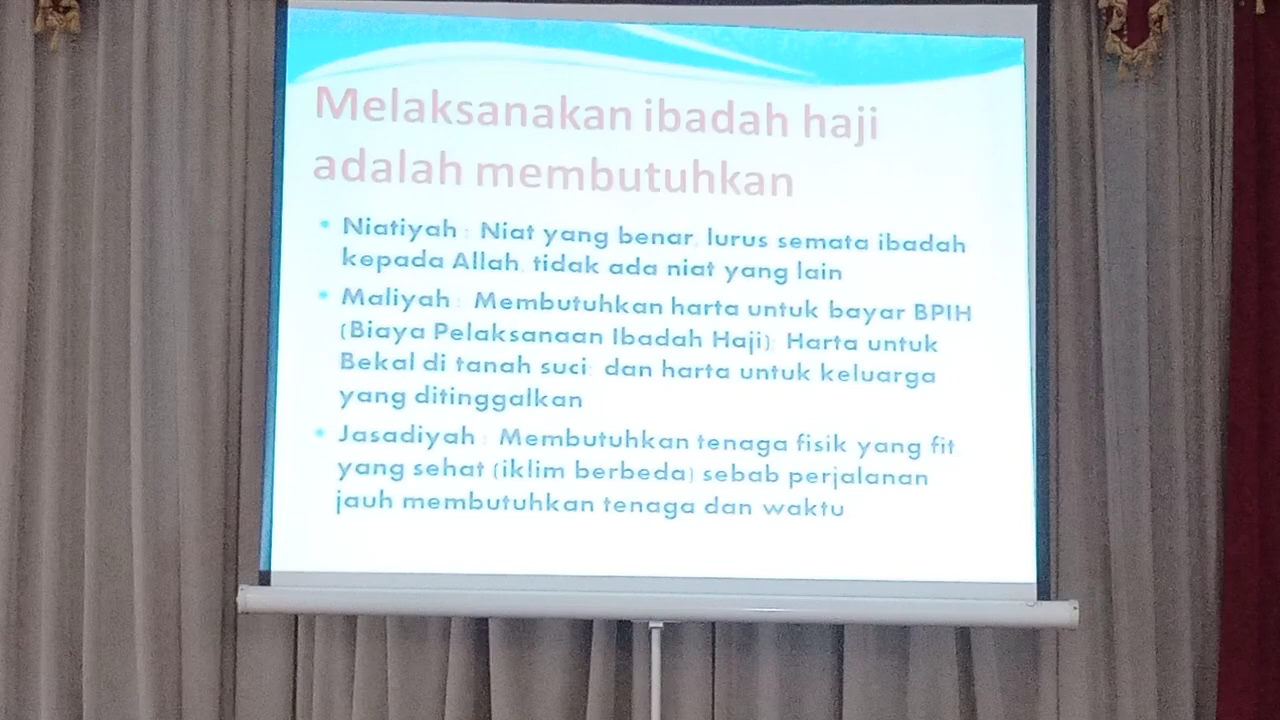 Melaksanakan ibadah haji
adalah membutuhkan
• Niatiyah : Niat yang benar, lurus semata ibadah
kepada Allah, tidak ada niat yang lain
• Maliyah : Membutuhkan harta untuk bayar BPIH
(Biaya Pelaksanaan Ibadah Haji); Harta untuk
Bekal di tanah suci; dan harta untuk keluarga
yang ditinggalkan
• Jasadiyah : Membutuhkan tenaga fisik yang fit
yang sehat (iklim berbeda) sebab perjalanan
jauh membutuhkan tenaga dan waktu